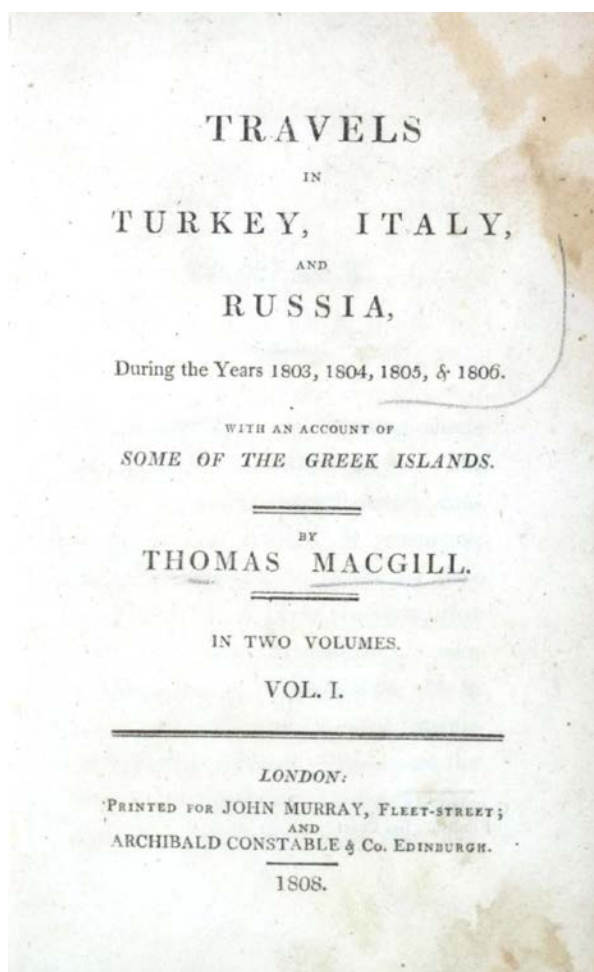 TRAVELS
IN
TURKEY, ITALY,
AND
RUSSIA,
During the Years 1803, 1804, 1805, & 1806.
WITH AN ACCOUNT OF
SOME OF THE GREEK ISLANDS.
BY
THOMAS MACGILL.
IN TWO VOLUMES.
VOL. I.
LONDON:
PRINTED FOR JOHN MURRAY, FLEET-STREET;
AND
ARCHIBALD CONSTABLE & Co. EDINBURGH.
1808.